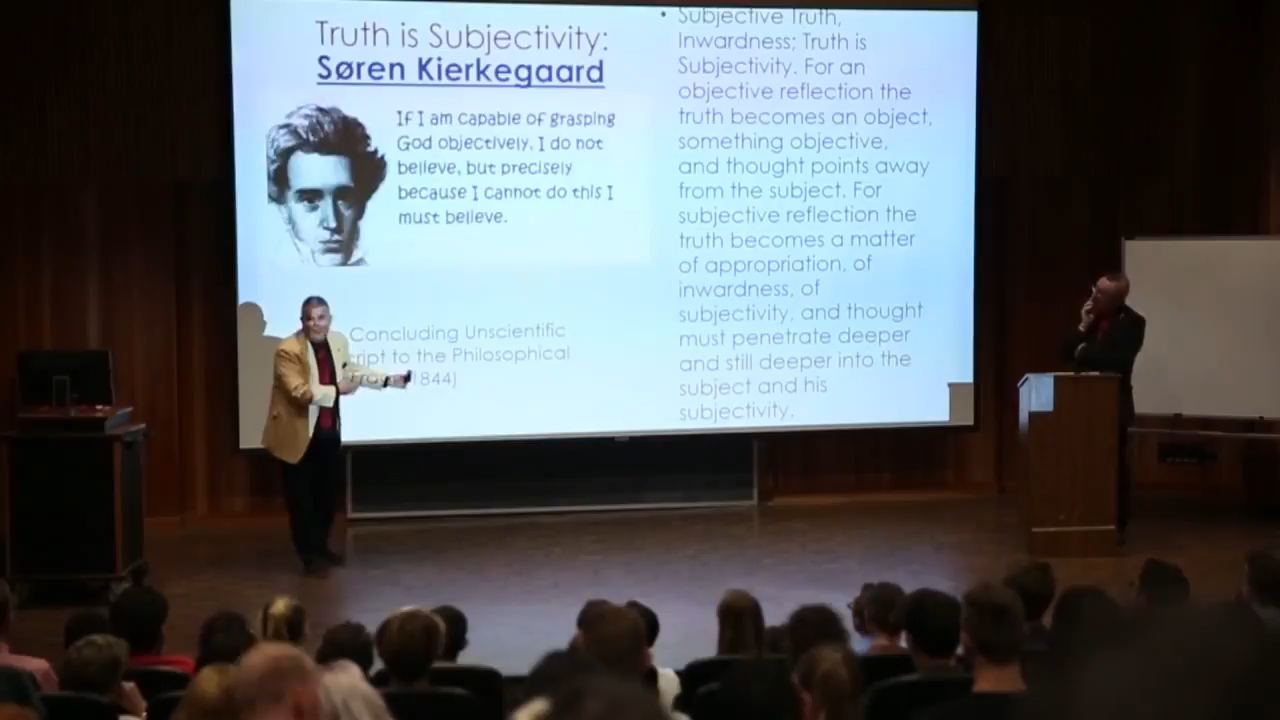 Truth is Subjectivity:
Søren Kierkegaard
If I am capable of grasping
God objectively, I do not
believe, but precisely
because I cannot do this I
must believe.
Concluding Unscientific
cript to the Philosophical
1844)
• Subjective Truth,
Inwardness; Truth is
Subjectivity. For an
objective reflection the
truth becomes an object,
something objective,
and thought points away
from the subject. For
subjective reflection the
truth becomes a matter
of appropriation, of
inwardness, of
subjectivity, and thought
must penetrate deeper
and still deeper into the
subject and his
subjectivity.